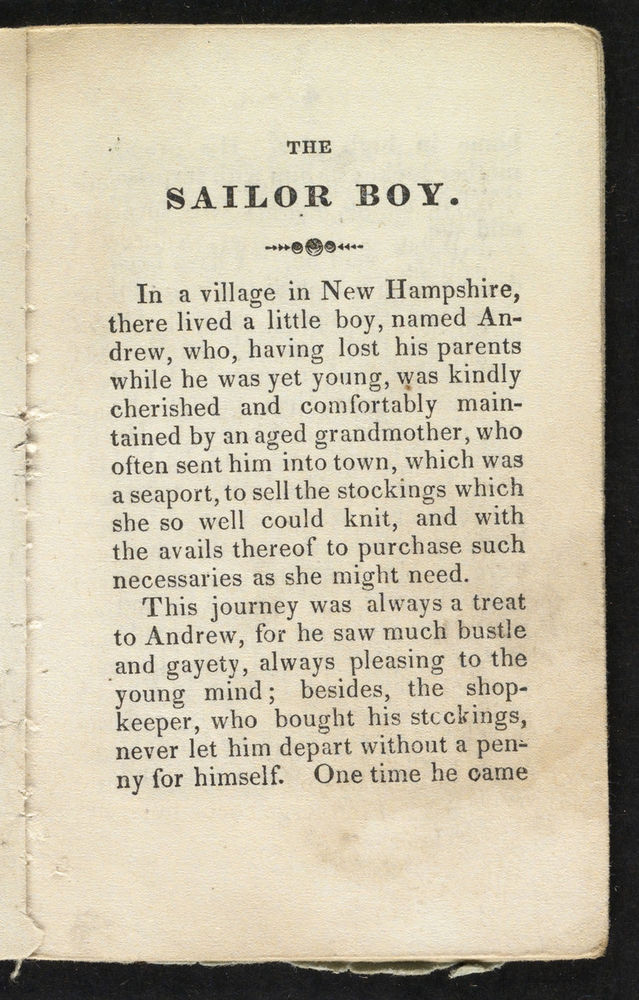 THE
SAILOR BOY.
In a village in New Hampshire,
there lived a little boy, named An-
drew, who, having lost his parents
while he was yet young, was kindly
cherished and comfortably main-
tained by an aged grandmother, who
often sent him into town, which was
a seaport, to sell the stockings which
she so well could knit, and with
the avails thereof to purchase such
necessaries as she might need.
This journey was always a treat
to Andrew, for he saw much bustle
and gayety, always pleasing to the
young mind; besides, the shop-
keeper, who bought his stockings,
never let him depart without a pen-
ny for himself. One time he came